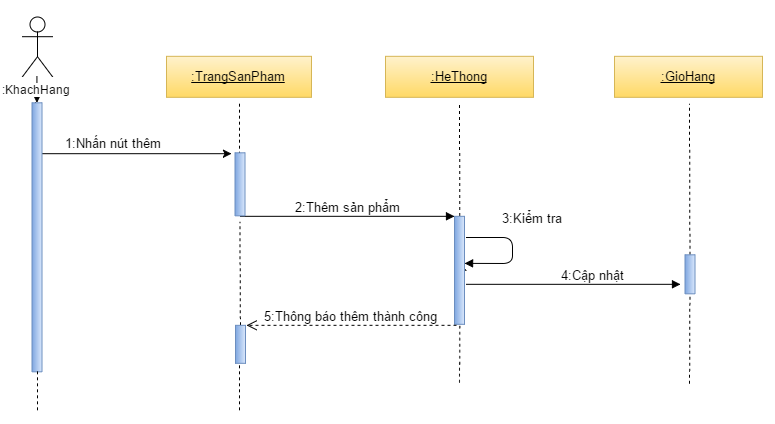 :KhachHang
:TrangSanPham
:HeThong
:GioHang
1:Nhấn nút thêm
2:Thêm sản phẩm
3:Kiểm tra
4:Cập nhật
5:Thông báo thêm thành công